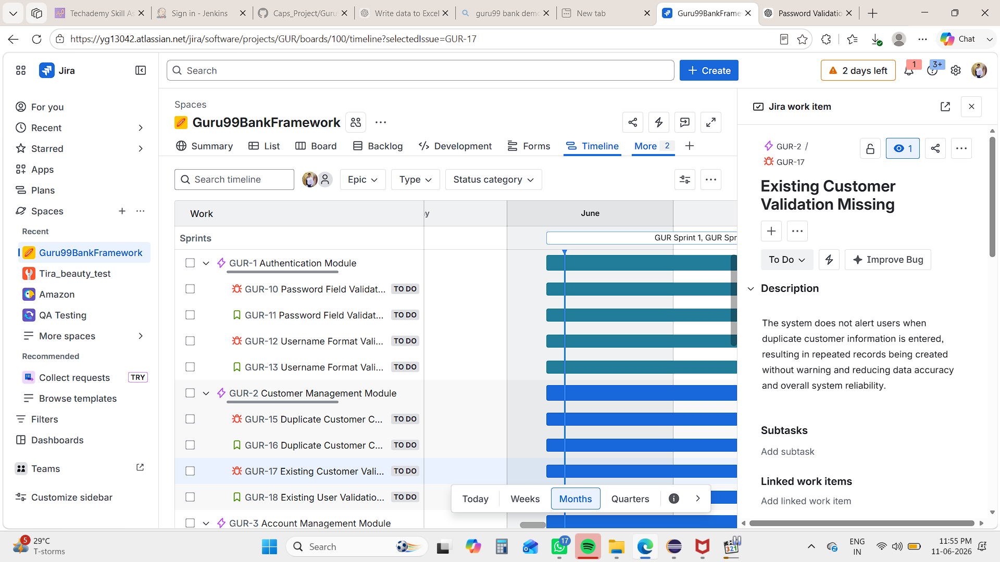 Techademy Skill As
Sign in - Jenkins
Caps_Project/Guru
Write data to Excel
guru99 bank demo
New tab
Guru99BankFrame
Password Validatio
https://yg13042.atlassian.net/jira/software/projects/GUR/boards/100/timeline?selectedIssue=GUR-17
Chat
Jira
Search
Create
2 days left
1
3+
For you
Recent
Starred
Apps
Plans
Spaces
Recent
Guru99BankFramework
Tira_beauty_test
Amazon
QA Testing
More spaces
Recommended
Collect requests
TRY
Browse templates
Filters
Dashboards
Teams
Customize sidebar
Spaces
Guru99BankFramework
Summary
List
Board
Backlog
Development
Forms
Timeline
More 2
Search timeline
Epic
Type
Status category
Work
y
June
Sprints
GUR Sprint 1, GUR Spr
GUR-1 Authentication Module
GUR-10 Password Field Validat... TO DO
GUR-11 Password Field Validat... TO DO
GUR-12 Username Format Vali... TO DO
GUR-13 Username Format Vali... TO DO
GUR-2 Customer Management Module
GUR-15 Duplicate Customer C... TO DO
GUR-16 Duplicate Customer C... TO DO
GUR-17 Existing Customer Vali... TO DO
GUR-18 Existing User Validatio... TO DO
GUR-3 Account Management Module
Today
Weeks
Months
Quarters
Jira work item
GUR-2 /
GUR-17
1
Existing Customer
Validation Missing
To Do
Improve Bug
Description
The system does not alert users when
duplicate customer information is entered,
resulting in repeated records being created
without warning and reducing data accuracy
and overall system reliability.
Subtasks
Add subtask
Linked work items
Add linked work item
5
29°C
T-storms
Search
17
321
ENG
IN
11:55 PM
11-06-2026